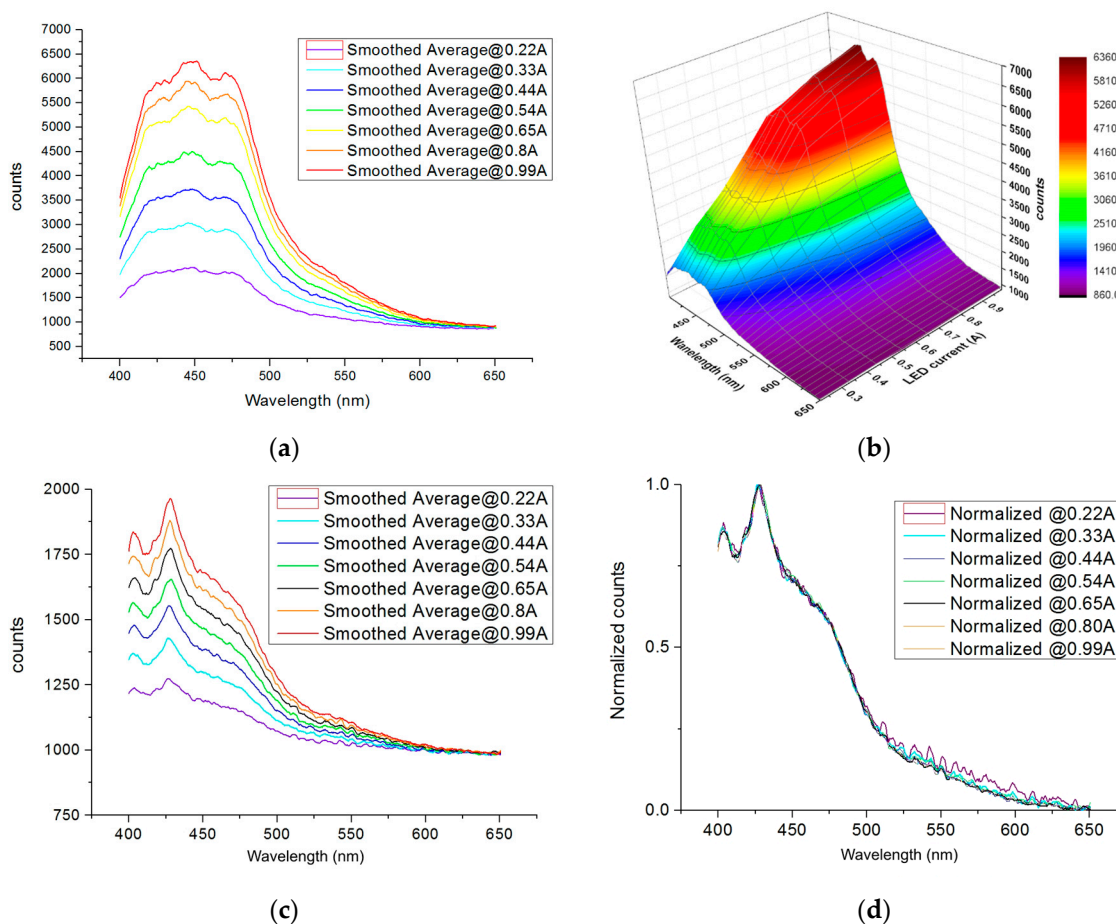 7000
6500
6000
5500
5000
4500
4000
3500
3000
2500
2000
1500
1000
500
counts
400
450
500
550
600
650
Wavelength (nm)
Smoothed Average@0.22A
Smoothed Average@0.33A
Smoothed Average@0.44A
Smoothed Average@0.54A
Smoothed Average@0.65A
Smoothed Average@0.8A
Smoothed Average@0.99A
(a)
7000
6500
6000
5500
5000
4500
4000
3500
3000
2500
2000
1500
1000
counts
450
500
550
600
650
Wanelength (nm)
0.3
0.4
0.5
0.6
0.7
0.8
0.9
LED current (A)
6360
5810
5260
4610
4060
3510
3060
2510
1960
1410
860.0
(b)
2000
1750
1500
1250
1000
750
counts
400
450
500
550
600
650
Wavelength (nm)
Smoothed Average@0.22A
Smoothed Average@0.33A
Smoothed Average@0.44A
Smoothed Average@0.54A
Smoothed Average@0.65A
Smoothed Average@0.8A
Smoothed Average@0.99A
(c)
1.0
0.5
0.0
Normalized counts
400
450
500
550
600
650
Wavelength (nm)
Normalized @0.22A
Normalized @0.33A
Normalized @0.44A
Normalized @0.54A
Normalized @0.65A
Normalized @0.80A
Normalized @0.99A
(d)